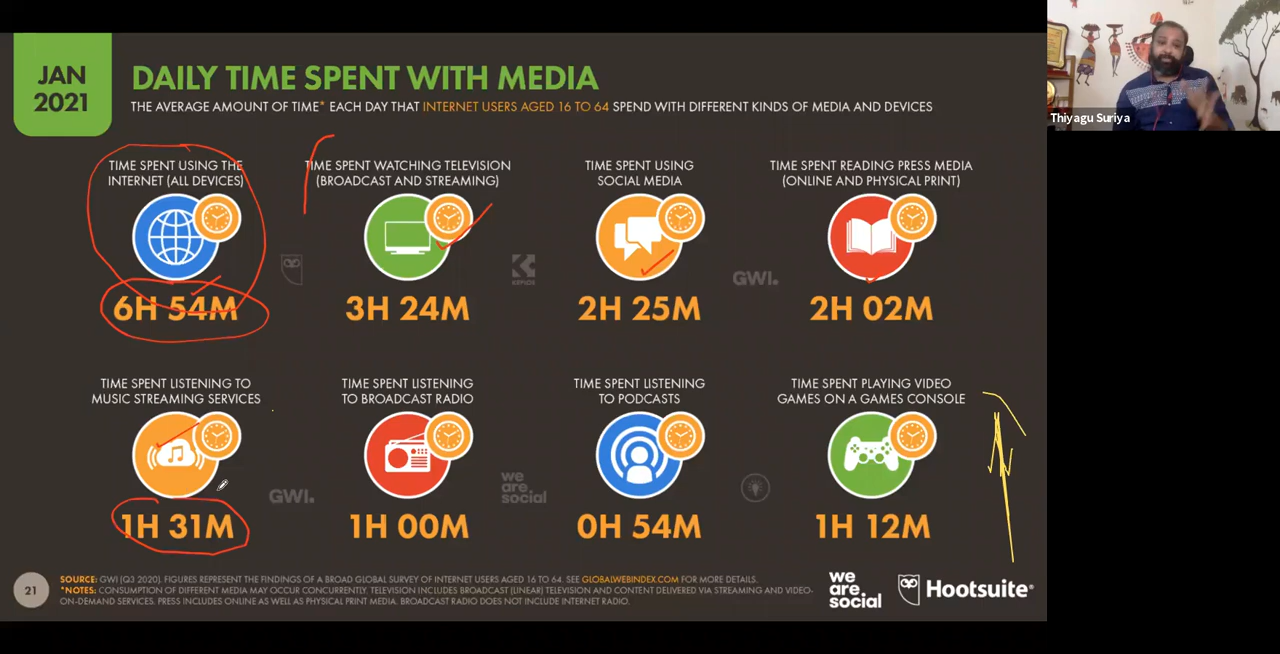 JAN
2021
DAILY TIME SPENT WITH MEDIA
THE AVERAGE AMOUNT OF TIME* EACH DAY THAT INTERNET USERS AGED 16 TO 64 SPEND WITH DIFFERENT KINDS OF MEDIA AND DEVICES
Thiyagu Suriya
TIME SPENT USING THE
INTERNET (ALL DEVICES)
6H 54M
TIME SPENT WATCHING TELEVISION
(BROADCAST AND STREAMING)
3H 24M
TIME SPENT USING
SOCIAL MEDIA
2H 25M
TIME SPENT READING PRESS MEDIA
(ONLINE AND PHYSICAL PRINT)
2H 02M
KEPIOS
GWI.
TIME SPENT LISTENING TO
MUSIC STREAMING SERVICES
1H 31M
TIME SPENT LISTENING
TO BROADCAST RADIO
1H 00M
TIME SPENT LISTENING
TO PODCASTS
0H 54M
TIME SPENT PLAYING VIDEO
GAMES ON A GAMES CONSOLE
1H 12M
GWI.
we
are.
social
21
SOURCE: GWI (Q3 2020). FIGURES REPRESENT THE FINDINGS OF A BROAD GLOBAL SURVEY OF INTERNET USERS AGED 16 TO 64. SEE GLOBALWEBINDEX.COM FOR MORE DETAILS.
*NOTES: CONSUMPTION OF DIFFERENT MEDIA MAY OCCUR CONCURRENTLY. TELEVISION INCLUDES BROADCAST (LINEAR) TELEVISION AND CONTENT DELIVERED VIA STREAMING AND VIDEO-
ON-DEMAND SERVICES. PRESS INCLUDES ONLINE AS WELL AS PHYSICAL PRINT MEDIA. BROADCAST RADIO DOES NOT INCLUDE INTERNET RADIO.
we
are.
social
Hootsuite®